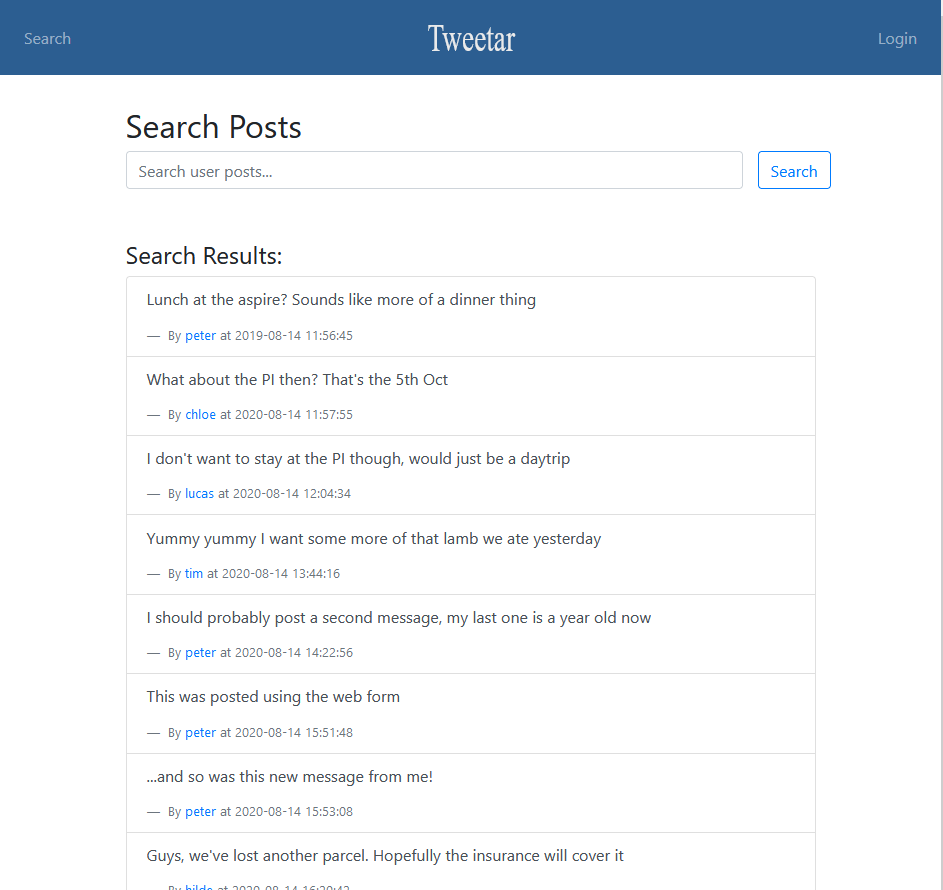 Search Tweetar Login
Search Posts
Search user posts... Search
Search Results:
Lunch at the aspire? Sounds like more of a dinner thing
— By peter at 2019-08-14 11:56:45
What about the PI then? That's the 5th Oct
— By chloe at 2020-08-14 11:57:55
I don't want to stay at the PI though, would just be a daytrip
— By lucas at 2020-08-14 12:04:34
Yummy yummy I want some more of that lamb we ate yesterday
— By tim at 2020-08-14 13:44:16
I should probably post a second message, my last one is a year old now
— By peter at 2020-08-14 14:22:56
This was posted using the web form
— By peter at 2020-08-14 15:51:48
...and so was this new message from me!
— By peter at 2020-08-14 15:53:08
Guys, we've lost another parcel. Hopefully the insurance will cover it
— By hilde at 2020-08-14